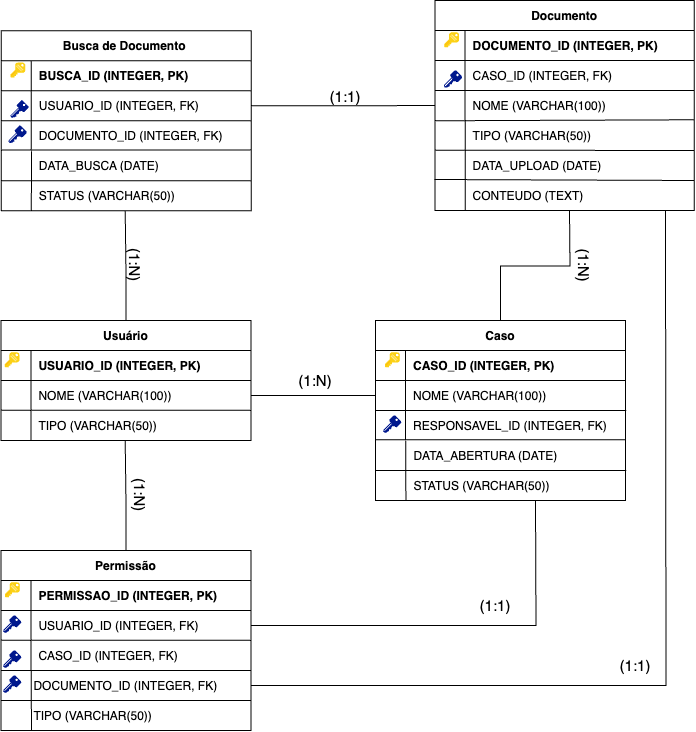 Busca de Documento
BUSCA_ID (INTEGER, PK)
USUARIO_ID (INTEGER, FK)
DOCUMENTO_ID (INTEGER, FK)
DATA_BUSCA (DATE)
STATUS (VARCHAR(50))
(1:1)
Documento
DOCUMENTO_ID (INTEGER, PK)
CASO_ID (INTEGER, FK)
NOME (VARCHAR(100))
TIPO (VARCHAR(50))
DATA_UPLOAD (DATE)
CONTEUDO (TEXT)
(1:N)
(1:N)
Usuário
USUARIO_ID (INTEGER, PK)
NOME (VARCHAR(100))
TIPO (VARCHAR(50))
(1:N)
Caso
CASO_ID (INTEGER, PK)
NOME (VARCHAR(100))
RESPONSAVEL_ID (INTEGER, FK)
DATA_ABERTURA (DATE)
STATUS (VARCHAR(50))
(1:N)
Permissão
PERMISSAO_ID (INTEGER, PK)
USUARIO_ID (INTEGER, FK)
CASO_ID (INTEGER, FK)
DOCUMENTO_ID (INTEGER, FK)
TIPO (VARCHAR(50))
(1:1)
(1:1)